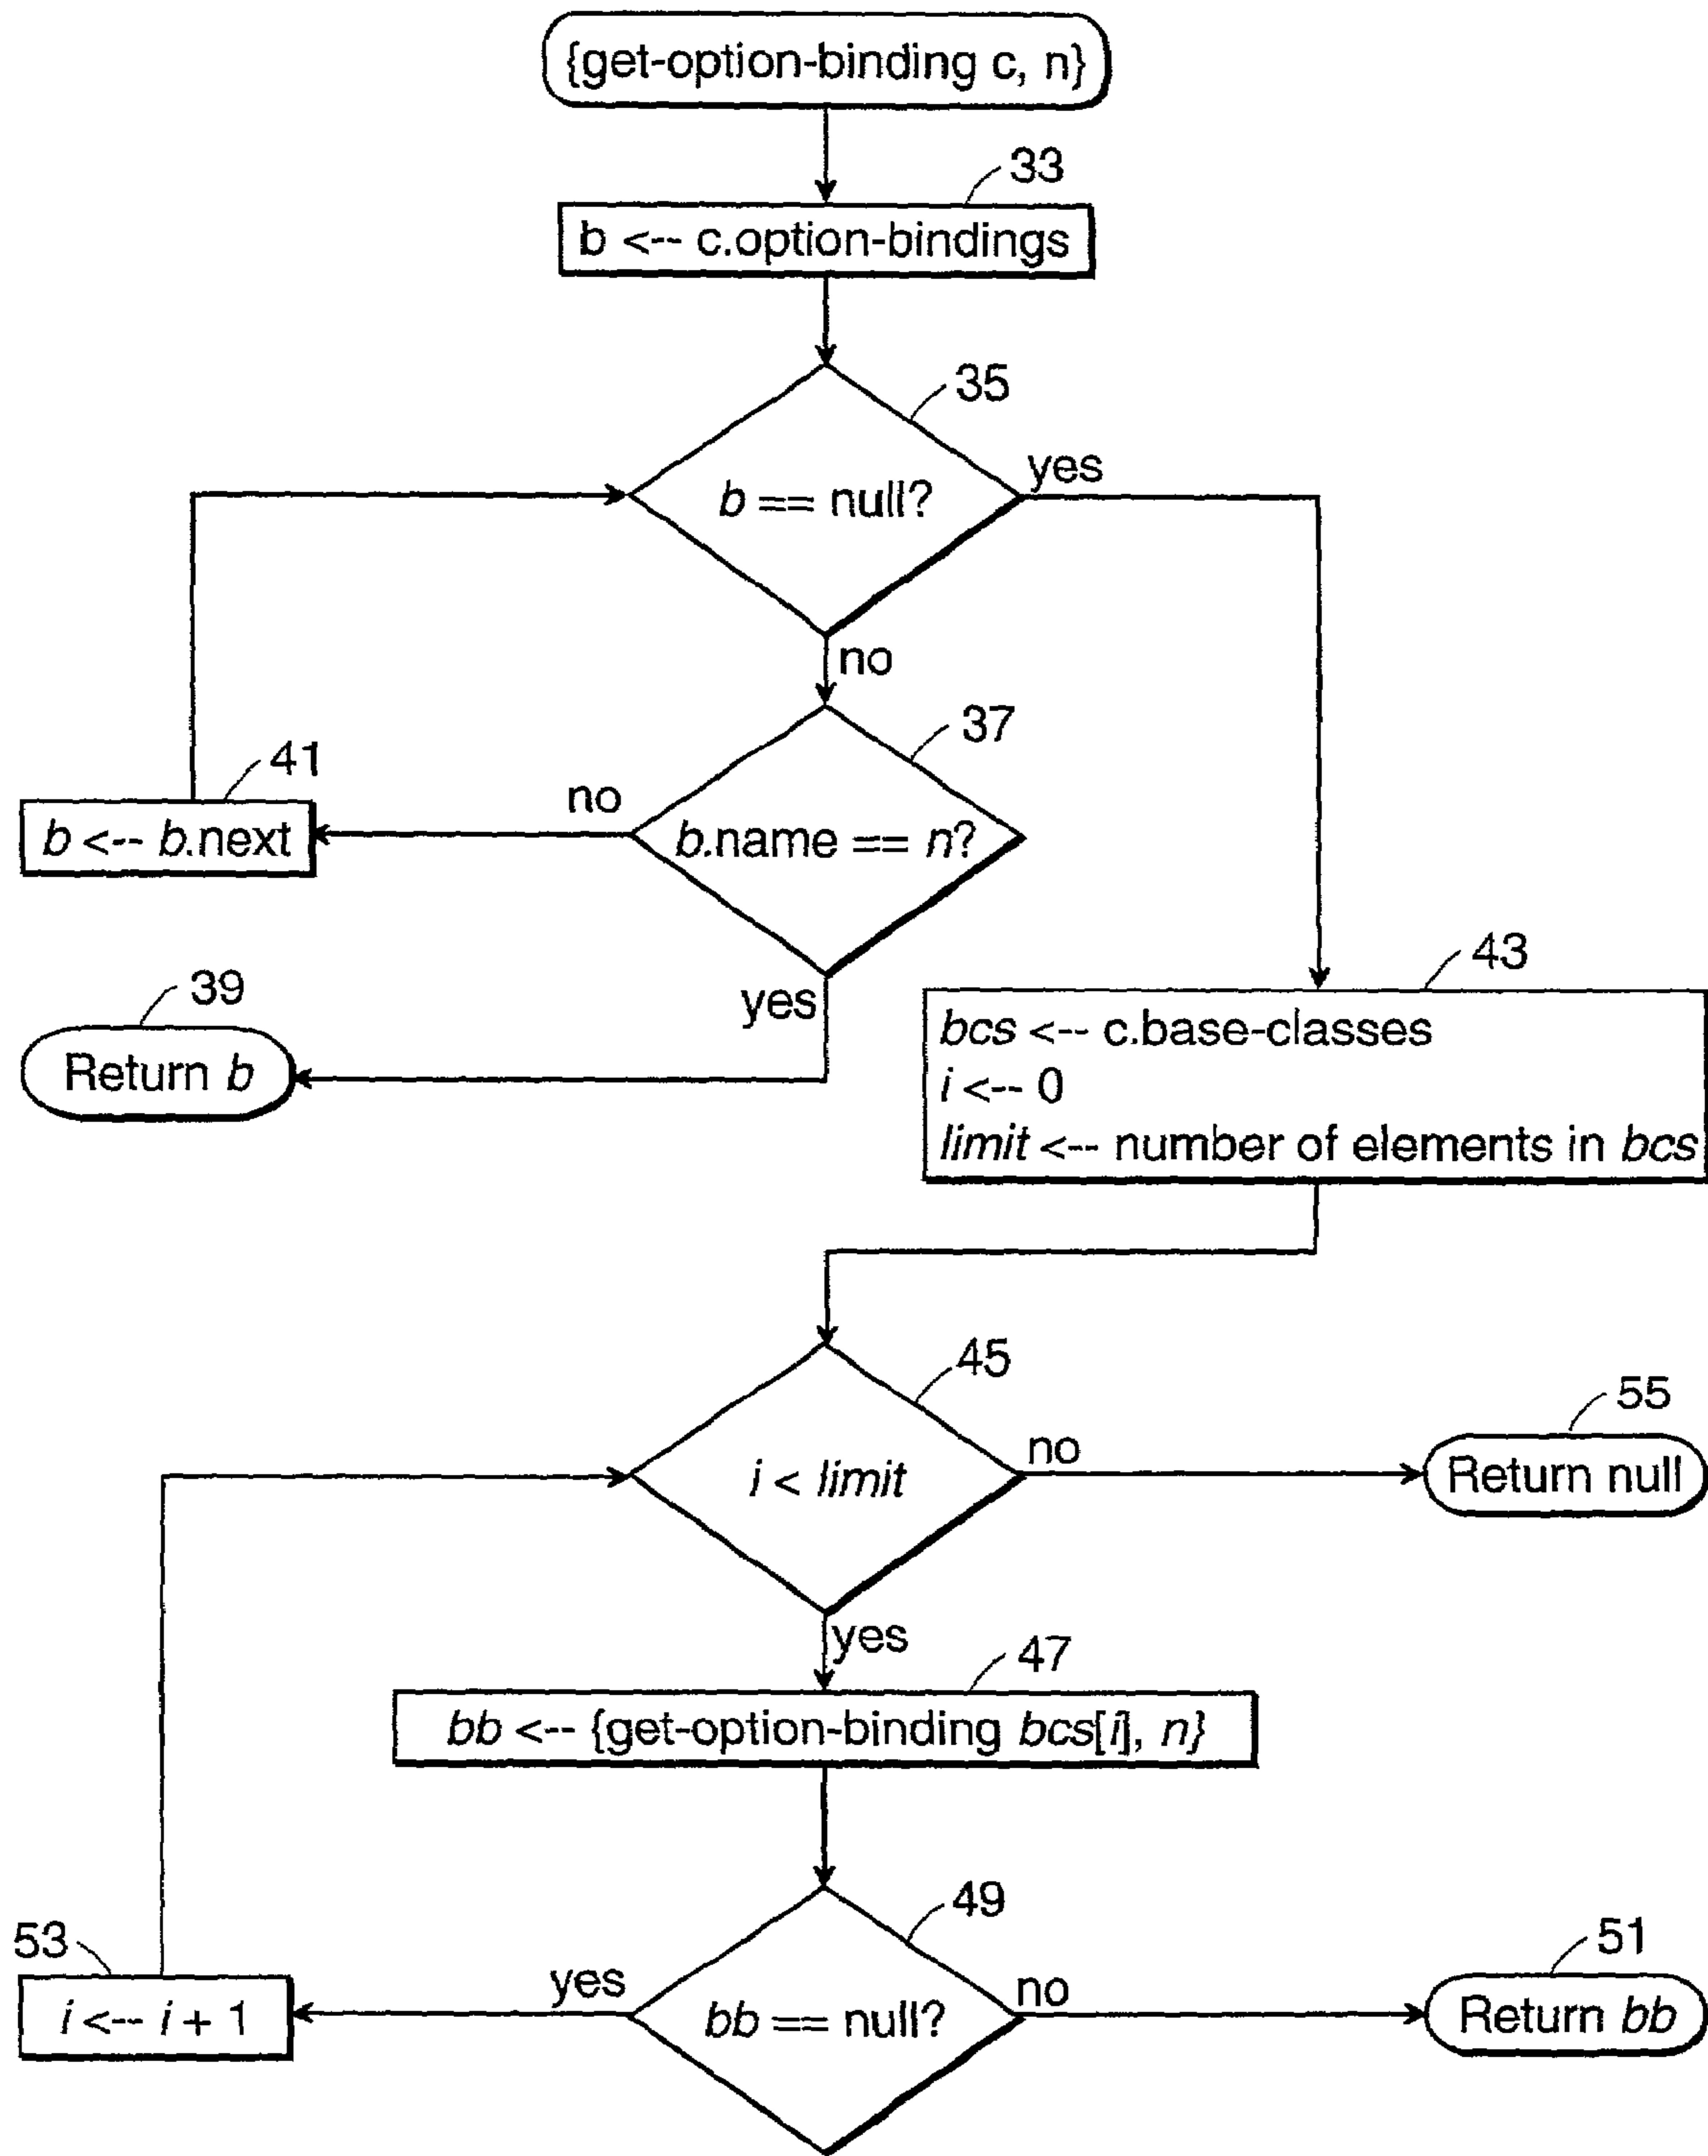 {get-option-binding c, n}
33
b <-- c.option-bindings
35
b == null?
yes
no
37
b.name == n?
no
41
b <-- b.next
yes
39
Return b
43
bcs <-- c.base-classes
i <-- 0
limit <-- number of elements in bcs
45
i < limit
no
55
Return null
yes
47
bb <-- {get-option-binding bcs[i], n}
49
bb == null?
yes
53
i <-- i + 1
no
51
Return bb